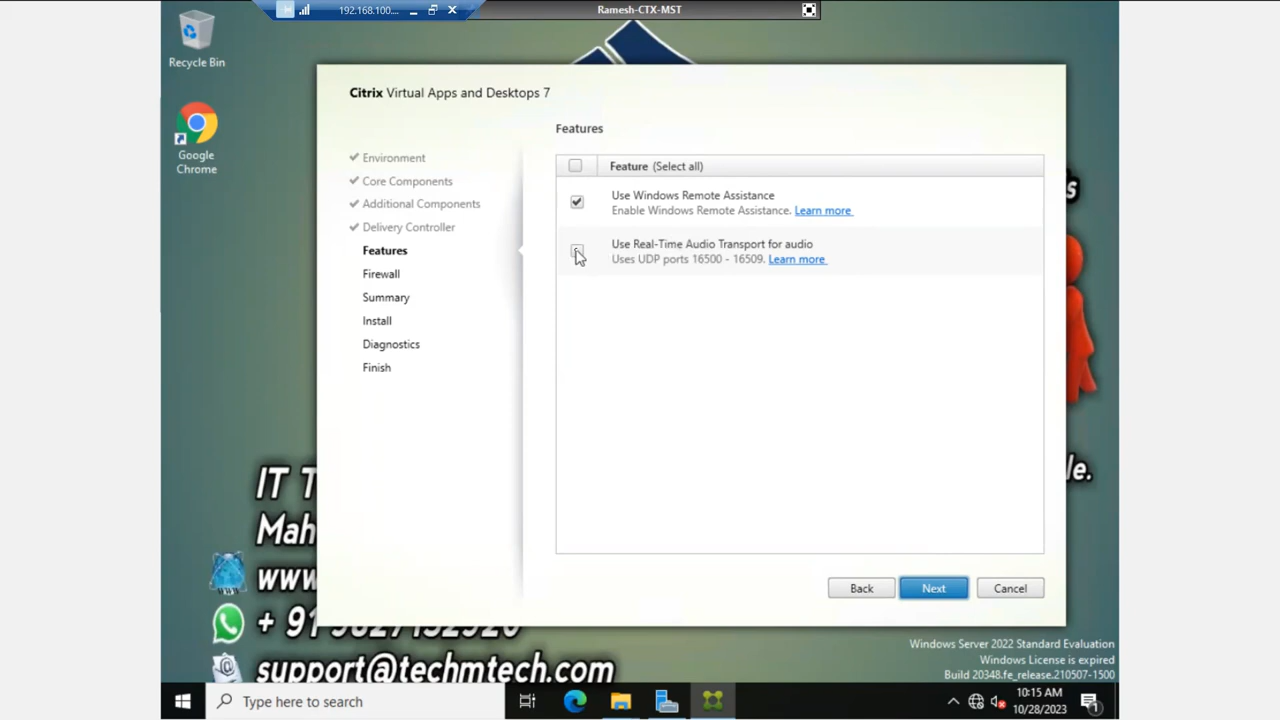 192.168.100....
Ramesh-CTX-MST
Recycle Bin
Google
Chrome
Citrix Virtual Apps and Desktops 7
Environment
Core Components
Additional Components
Delivery Controller
Features
Firewall
Summary
Install
Diagnostics
Finish
Features
Feature (Select all)
Use Windows Remote Assistance
Enable Windows Remote Assistance. Learn more
Use Real-Time Audio Transport for audio
Uses UDP ports 16500 - 16509. Learn more
Back
Next
Cancel
IT T
Mah
www
support@techmtech.com
le.
Windows Server 2022 Standard Evaluation
Windows License is expired
Build 20348.fe_release.210507-1500
Type here to search
10:15 AM
10/28/2023
1